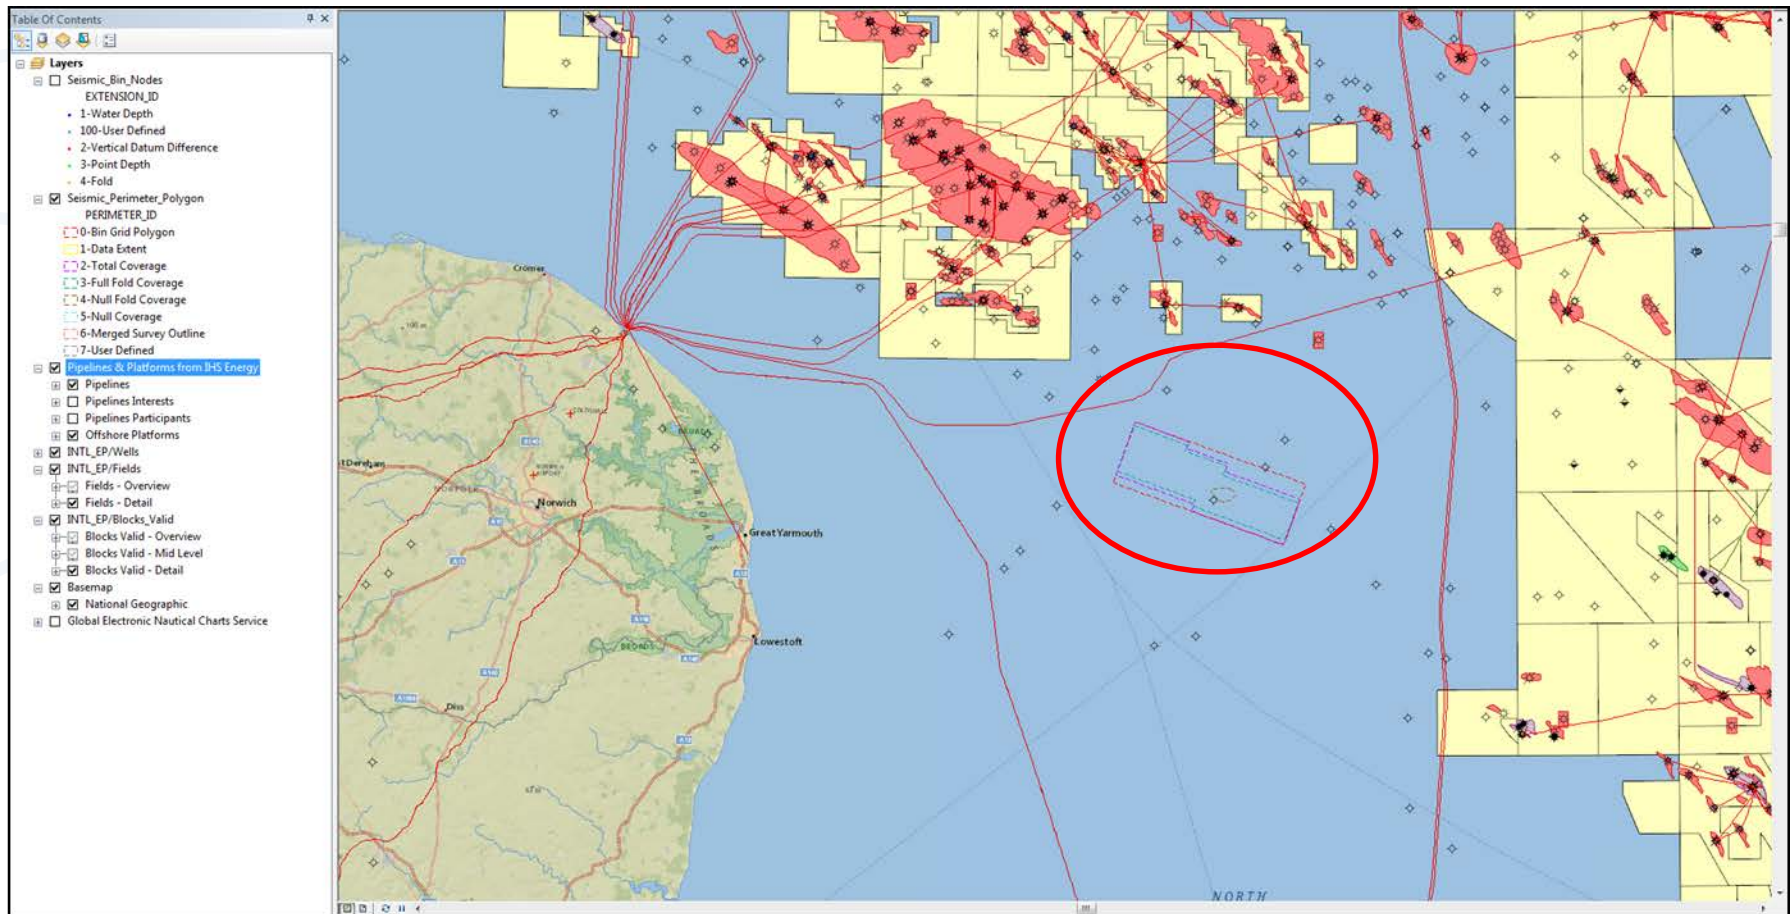 Table Of Contents
Layers
Seismic_Bin_Nodes
EXTENSION_ID
1-Water Depth
100-User Defined
2-Vertical Datum Difference
3-Point Depth
4-Fold
Seismic_Perimeter_Polygon
PERIMETER_ID
0-Bin Grid Polygon
1-Data Extent
2-Total Coverage
3-Full Fold Coverage
4-Null Fold Coverage
5-Null Coverage
6-Merged Survey Outline
7-User Defined
Pipelines & Platforms from IHS Energy
Pipelines
Pipelines Interests
Pipelines Participants
Offshore Platforms
INTL_EP/Wells
INTL_EP/Fields
Fields - Overview
Fields - Detail
INTL_EP/Blocks_Valid
Blocks Valid - Overview
Blocks Valid - Mid Level
Blocks Valid - Detail
Basemap
National Geographic
Global Electronic Nautical Charts Service
Cromer
t Dereham
Norwich
Great Yarmouth
Lowestoft
BROADS
Diss
NORTH